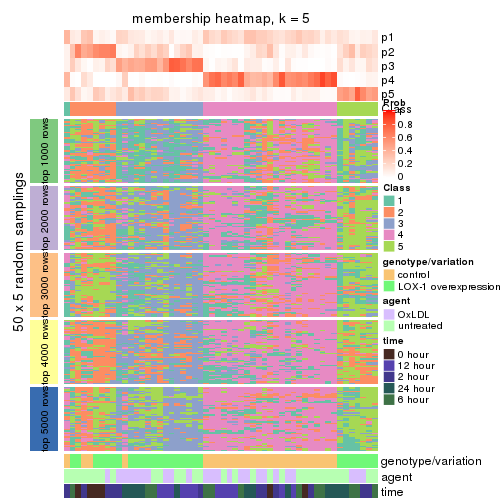 membership heatmap, k = 5
p1
p2
p3
p4
p5
Prob
Class
1
0.8
0.6
0.4
0.2
0
Class
1
2
3
4
5
genotype/variation
control
LOX-1 overexpression
agent
OxLDL
untreated
time
0 hour
12 hour
2 hour
24 hour
6 hour
50 x 5 random samplings
top 1000 rows
top 2000 rows
top 3000 rows
top 4000 rows
top 5000 rows
genotype/variation
agent
time